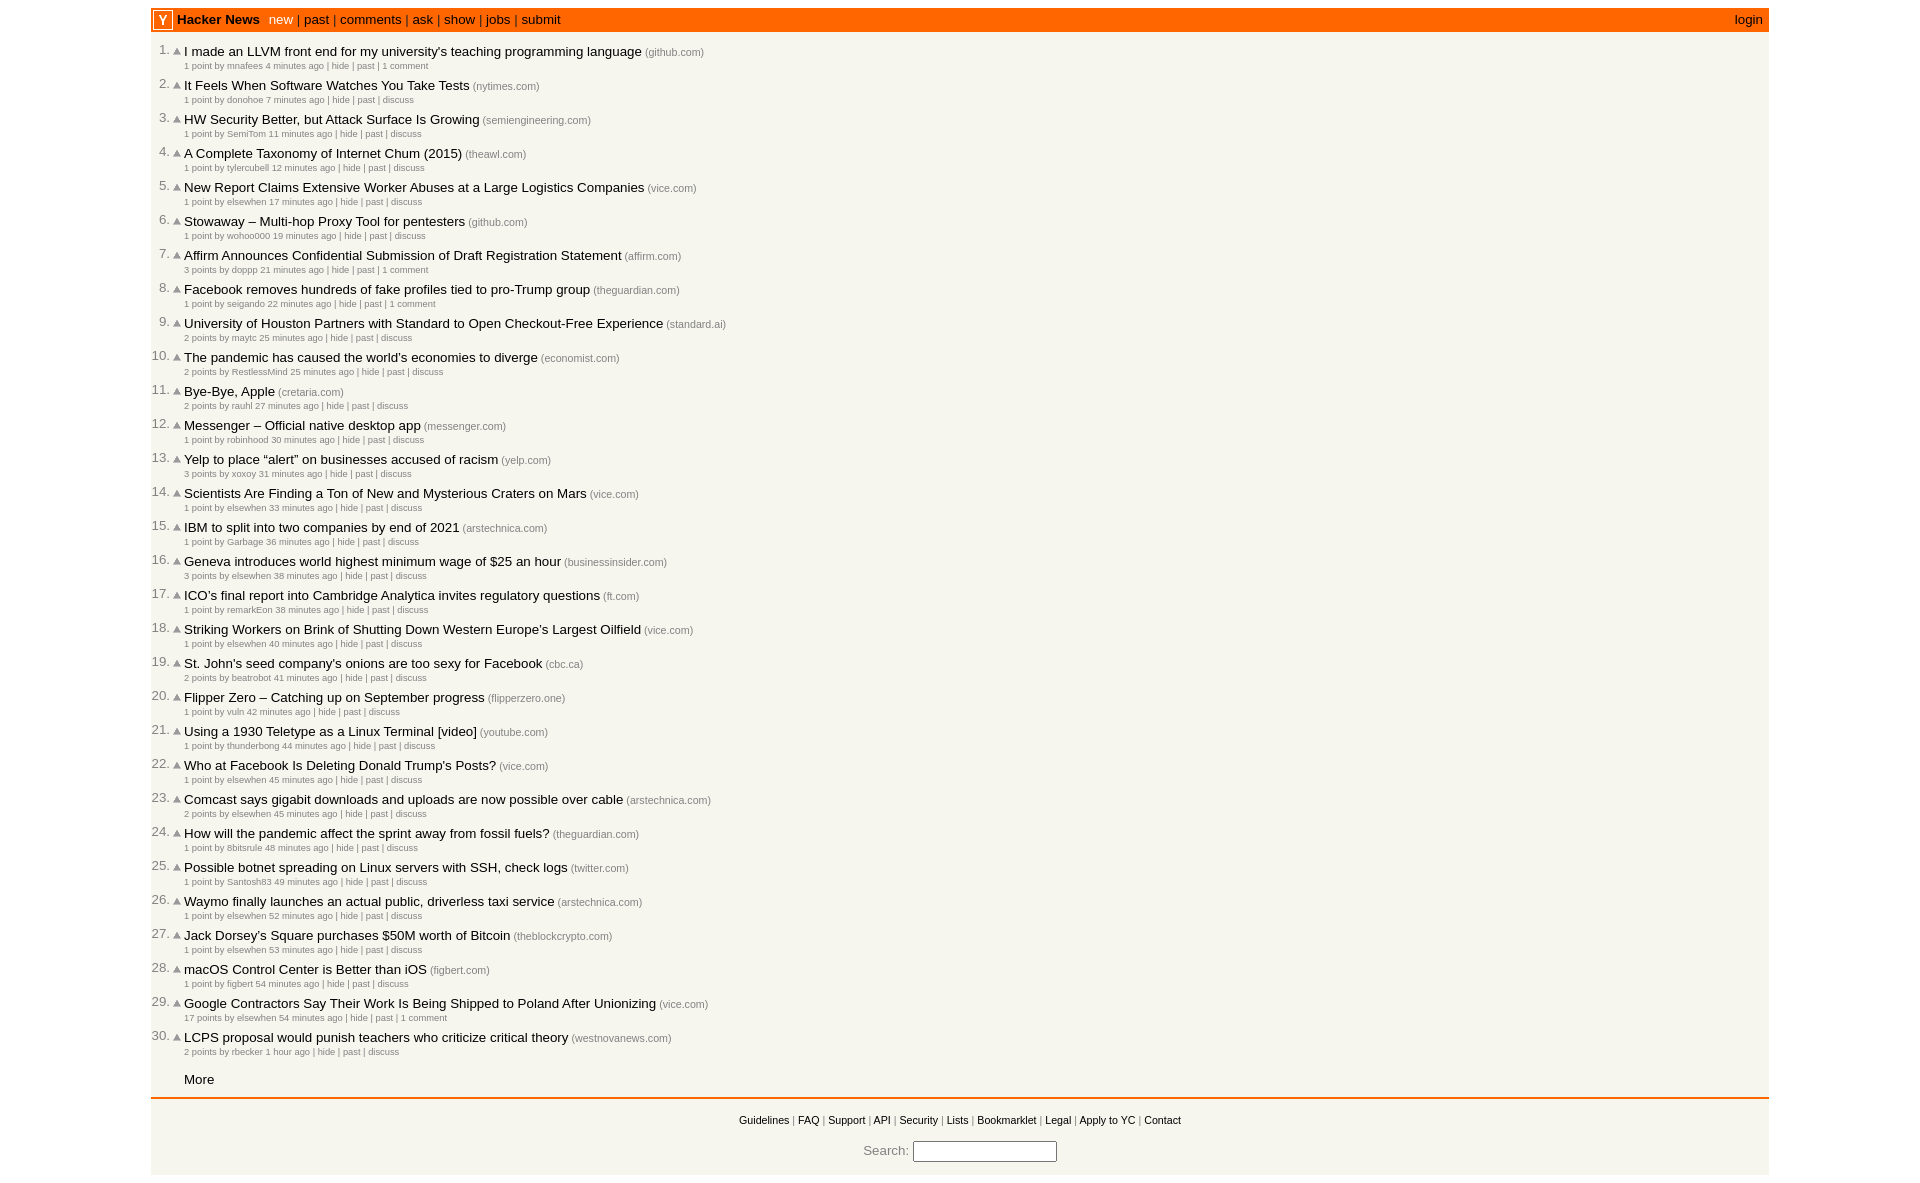 Y Hacker News new | past | comments | ask | show | jobs | submit login
1. I made an LLVM front end for my university's teaching programming language (github.com)
1 point by mnafees 4 minutes ago | hide | past | 1 comment
2. It Feels When Software Watches You Take Tests (nytimes.com)
1 point by donohoe 7 minutes ago | hide | past | discuss
3. HW Security Better, but Attack Surface Is Growing (semiengineering.com)
1 point by SemiTom 11 minutes ago | hide | past | discuss
4. A Complete Taxonomy of Internet Chum (2015) (theawl.com)
1 point by tylercubell 12 minutes ago | hide | past | discuss
5. New Report Claims Extensive Worker Abuses at a Large Logistics Companies (vice.com)
1 point by elsewhen 17 minutes ago | hide | past | discuss
6. Stowaway – Multi-hop Proxy Tool for pentesters (github.com)
1 point by wohoo000 19 minutes ago | hide | past | discuss
7. Affirm Announces Confidential Submission of Draft Registration Statement (affirm.com)
3 points by doppp 21 minutes ago | hide | past | 1 comment
8. Facebook removes hundreds of fake profiles tied to pro-Trump group (theguardian.com)
1 point by seigando 22 minutes ago | hide | past | 1 comment
9. University of Houston Partners with Standard to Open Checkout-Free Experience (standard.ai)
2 points by maytc 25 minutes ago | hide | past | discuss
10. The pandemic has caused the world's economies to diverge (economist.com)
2 points by RestlessMind 25 minutes ago | hide | past | discuss
11. Bye-Bye, Apple (cretaria.com)
2 points by rauhl 27 minutes ago | hide | past | discuss
12. Messenger – Official native desktop app (messenger.com)
1 point by robinhood 30 minutes ago | hide | past | discuss
13. Yelp to place “alert” on businesses accused of racism (yelp.com)
3 points by xoxoy 31 minutes ago | hide | past | discuss
14. Scientists Are Finding a Ton of New and Mysterious Craters on Mars (vice.com)
1 point by elsewhen 33 minutes ago | hide | past | discuss
15. IBM to split into two companies by end of 2021 (arstechnica.com)
1 point by Garbage 36 minutes ago | hide | past | discuss
16. Geneva introduces world highest minimum wage of $25 an hour (businessinsider.com)
3 points by elsewhen 38 minutes ago | hide | past | discuss
17. ICO’s final report into Cambridge Analytica invites regulatory questions (ft.com)
1 point by remarkEon 38 minutes ago | hide | past | discuss
18. Striking Workers on Brink of Shutting Down Western Europe’s Largest Oilfield (vice.com)
1 point by elsewhen 40 minutes ago | hide | past | discuss
19. St. John's seed company's onions are too sexy for Facebook (cbc.ca)
2 points by beatrobot 41 minutes ago | hide | past | discuss
20. Flipper Zero – Catching up on September progress (flipperzero.one)
1 point by vuln 42 minutes ago | hide | past | discuss
21. Using a 1930 Teletype as a Linux Terminal [video] (youtube.com)
1 point by thunderbong 44 minutes ago | hide | past | discuss
22. Who at Facebook Is Deleting Donald Trump's Posts? (vice.com)
1 point by elsewhen 45 minutes ago | hide | past | discuss
23. Comcast says gigabit downloads and uploads are now possible over cable (arstechnica.com)
2 points by elsewhen 45 minutes ago | hide | past | discuss
24. How will the pandemic affect the sprint away from fossil fuels? (theguardian.com)
1 point by 8bitsrule 48 minutes ago | hide | past | discuss
25. Possible botnet spreading on Linux servers with SSH, check logs (twitter.com)
1 point by Santosh83 49 minutes ago | hide | past | discuss
26. Waymo finally launches an actual public, driverless taxi service (arstechnica.com)
1 point by elsewhen 52 minutes ago | hide | past | discuss
27. Jack Dorsey’s Square purchases $50M worth of Bitcoin (theblockcrypto.com)
1 point by elsewhen 53 minutes ago | hide | past | discuss
28. macOS Control Center is Better than iOS (figbert.com)
1 point by figbert 54 minutes ago | hide | past | discuss
29. Google Contractors Say Their Work Is Being Shipped to Poland After Unionizing (vice.com)
17 points by elsewhen 54 minutes ago | hide | past | 1 comment
30. LCPS proposal would punish teachers who criticize critical theory (westnovanews.com)
2 points by rbecker 1 hour ago | hide | past | discuss
More
Guidelines | FAQ | Support | API | Security | Lists | Bookmarklet | Legal | Apply to YC | Contact
Search: